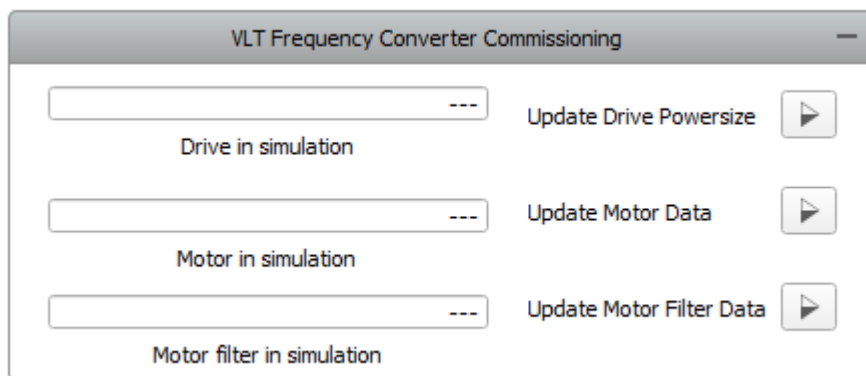 VLT Frequency Converter Commissioning
---
Update Drive Powersize
Drive in simulation
---
Update Motor Data
Motor in simulation
---
Update Motor Filter Data
Motor filter in simulation